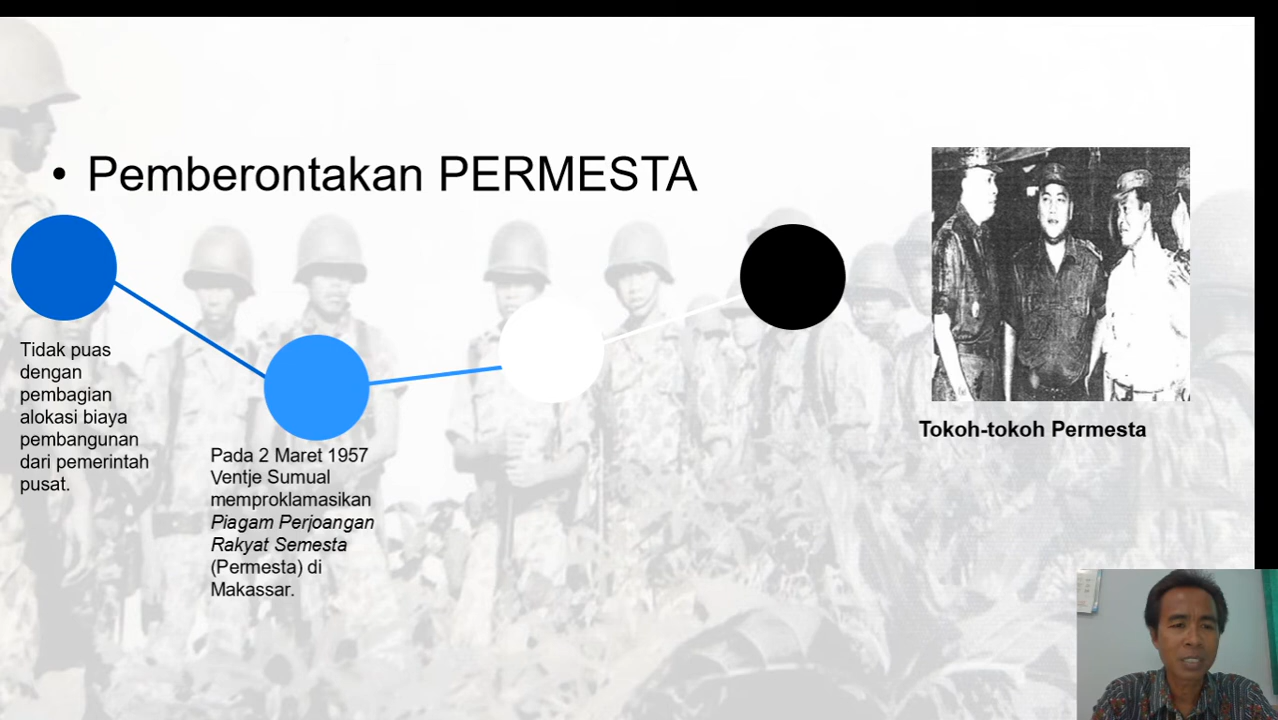 • Pemberontakan PERMESTA
Tidak puas
dengan
pembagian
alokasi biaya
pembangunan
dari pemerintah
pusat.
Pada 2 Maret 1957
Ventje Sumual
memproklamasikan
Piagam Perjoangan
Rakyat Semesta
(Permesta) di
Makassar.
Tokoh-tokoh Permesta